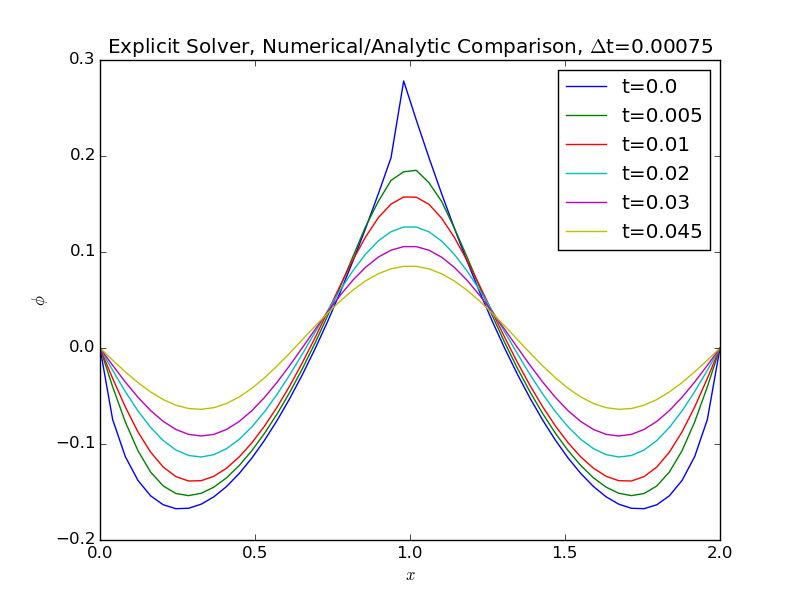 Explicit Solver, Numerical/Analytic Comparison, Δt=0.00075
0.3
0.2
0.1
0.0
−0.1
−0.2
ϕ
t=0.0
t=0.005
t=0.01
t=0.02
t=0.03
t=0.045
0.0 0.5 1.0 1.5 2.0
x